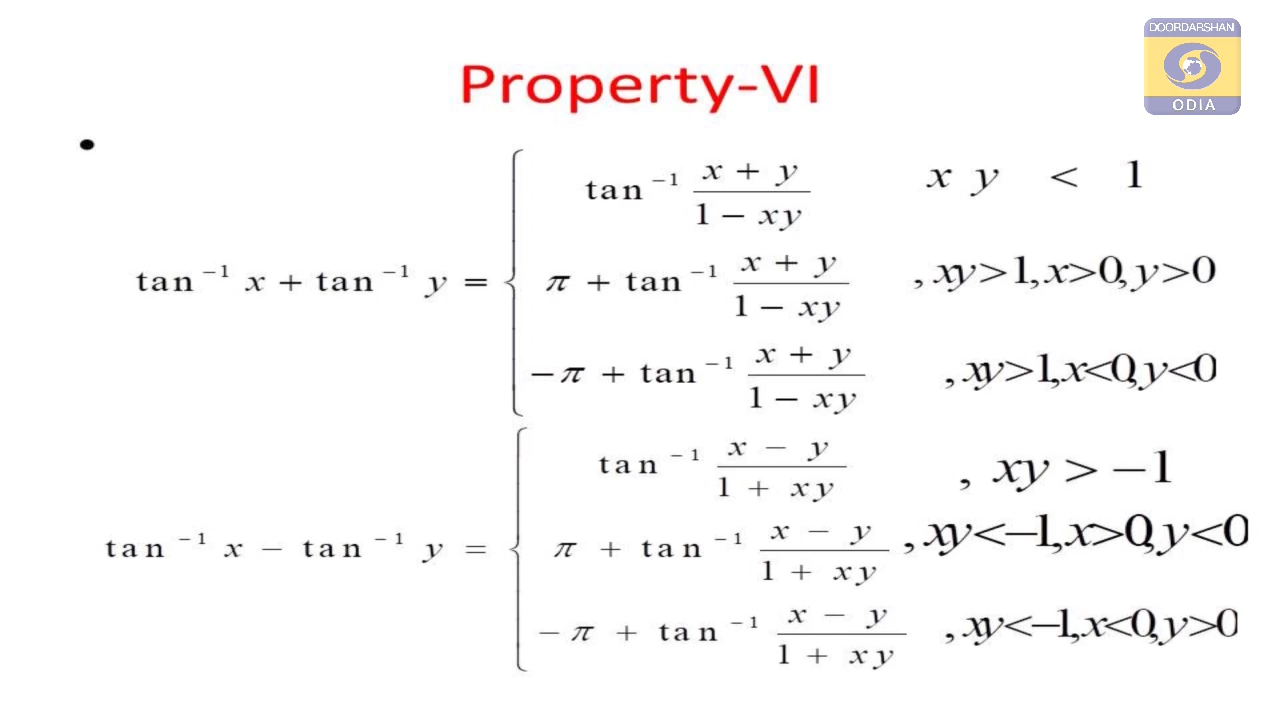 DOORDARSHAN
ODIA
Property-VI
•
tan⁻¹ x + tan⁻¹ y = { tan⁻¹ (x + y)/(1 − xy) x y < 1
π + tan⁻¹ (x + y)/(1 − xy) , xy>1, x>0, y>0
−π + tan⁻¹ (x + y)/(1 − xy) , xy>1, x<0, y<0
tan⁻¹ x − tan⁻¹ y = { tan⁻¹ (x − y)/(1 + xy) , xy > −1
π + tan⁻¹ (x − y)/(1 + xy) , xy<−1, x>0, y<0
−π + tan⁻¹ (x − y)/(1 + xy) , xy<−1, x<0, y>0